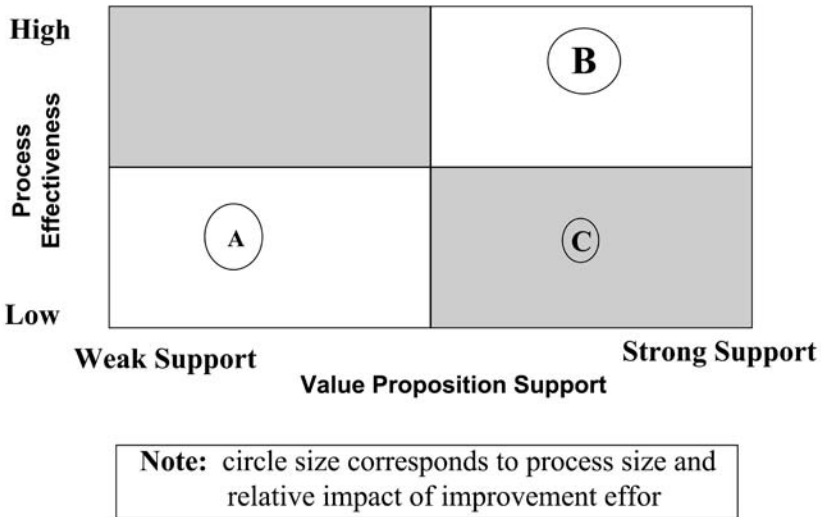 High
B
Process
Effectiveness
A
C
Low
Weak Support
Strong Support
Value Proposition Support
Note: circle size corresponds to process size and
relative impact of improvement effor